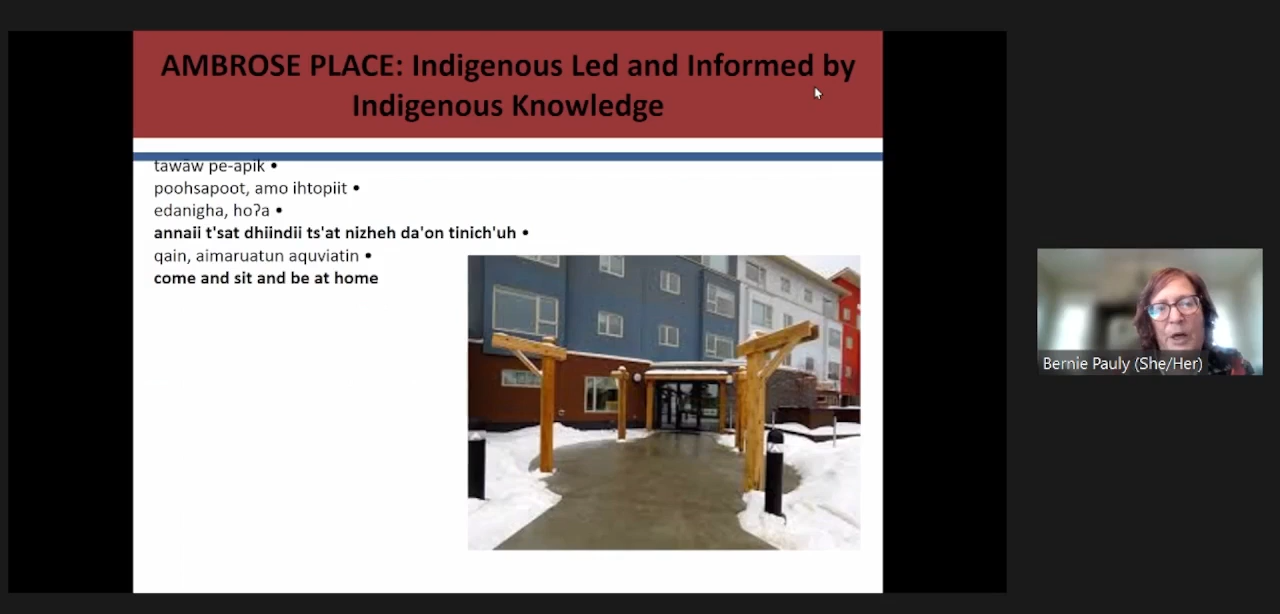 AMBROSE PLACE: Indigenous Led and Informed by
Indigenous Knowledge
tawâw pe-apik •
poohsapoot, amo ihtopiit •
edanigha, hoʔa •
annaii t'sat dhiindii ts'at nizheh da'on tinich'uh •
qain, aimaruatun aquviatin •
come and sit and be at home
Bernie Pauly (She/Her)